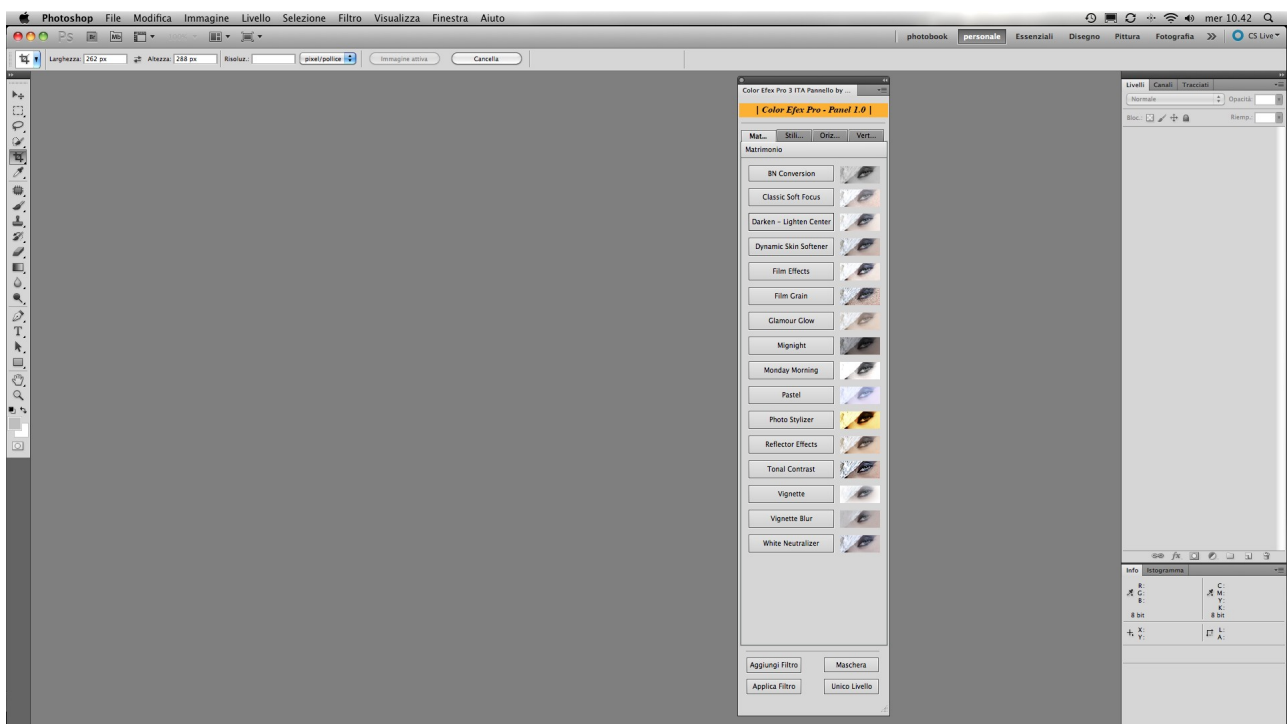 Photoshop File Modifica Immagine Livello Selezione Filtro Visualizza Finestra Aiuto mer 10.42
Ps Br Mb photobook personale Essenziali Disegno Pittura Fotografia CS Live
Larghezza: 262 px Altezza: 288 px Risoluz.: pixel/pollice Immagine attiva Cancella
Color Efex Pro 3 ITA Pannello by ...
| Color Efex Pro - Panel 1.0 |
Mat... Stili... Oriz... Vert...
Matrimonio
BN Conversion
Classic Soft Focus
Darken - Lighten Center
Dynamic Skin Softener
Film Effects
Film Grain
Glamour Glow
Mignight
Monday Morning
Pastel
Photo Stylizer
Reflector Effects
Tonal Contrast
Vignette
Vignette Blur
White Neutralizer
Aggiungi Filtro Maschera
Applica Filtro Unico Livello
Livelli Canali Tracciati
Normale Opacità:
Bloc.: Riemp.:
fx
Info Istogramma
R: C:
G: M:
B: Y:
K:
8 bit 8 bit
X: L:
Y: A: